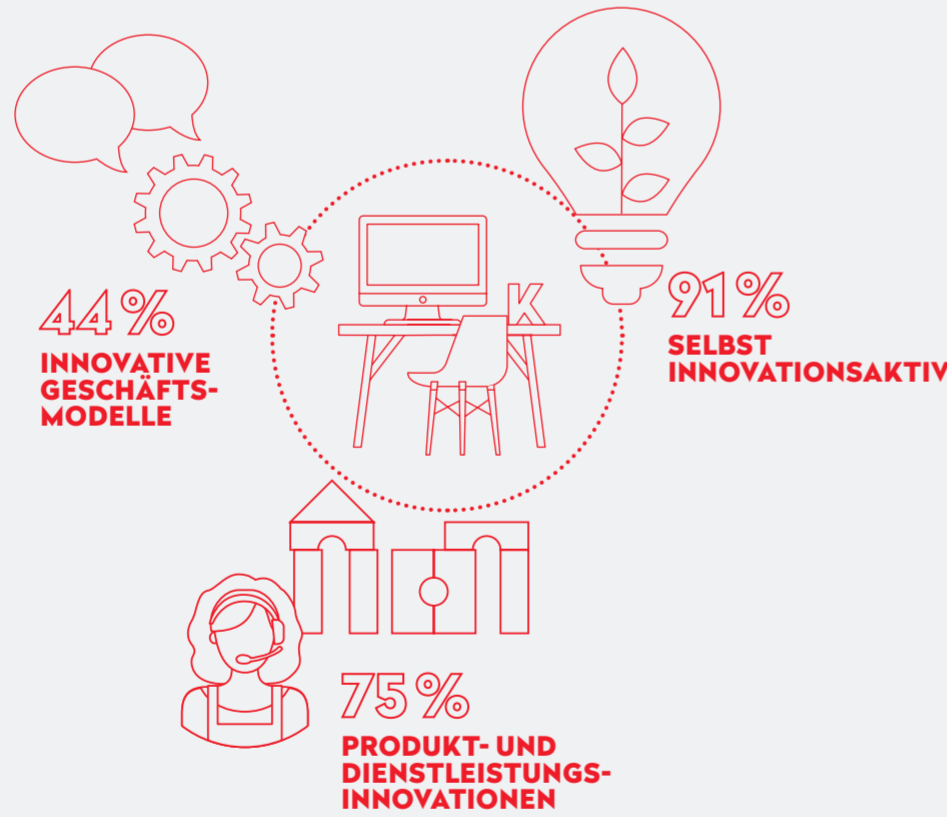 K
44 %
INNOVATIVE
GESCHÄFTS-
MODELLE
91 %
SELBST
INNOVATIONSAKTIV
75 %
PRODUKT- UND
DIENSTLEISTUNGS-
INNOVATIONEN